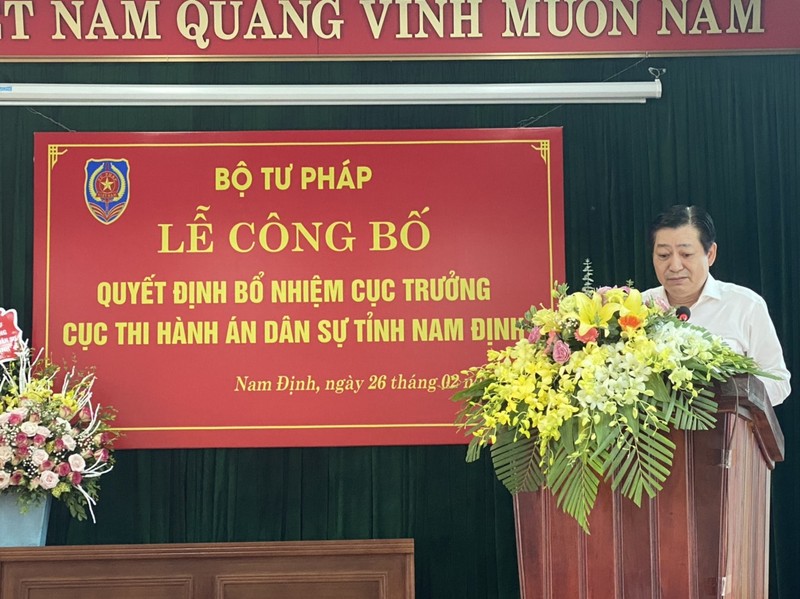 NAM QUANG VINH MUÔN NĂM
BỘ TƯ PHÁP
LỄ CÔNG BỐ
QUYẾT ĐỊNH BỔ NHIỆM CỤC TRƯỞNG
CỤC THI HÀNH ÁN DÂN SỰ TỈNH NAM ĐỊNH
Nam Định, ngày 26 tháng 02